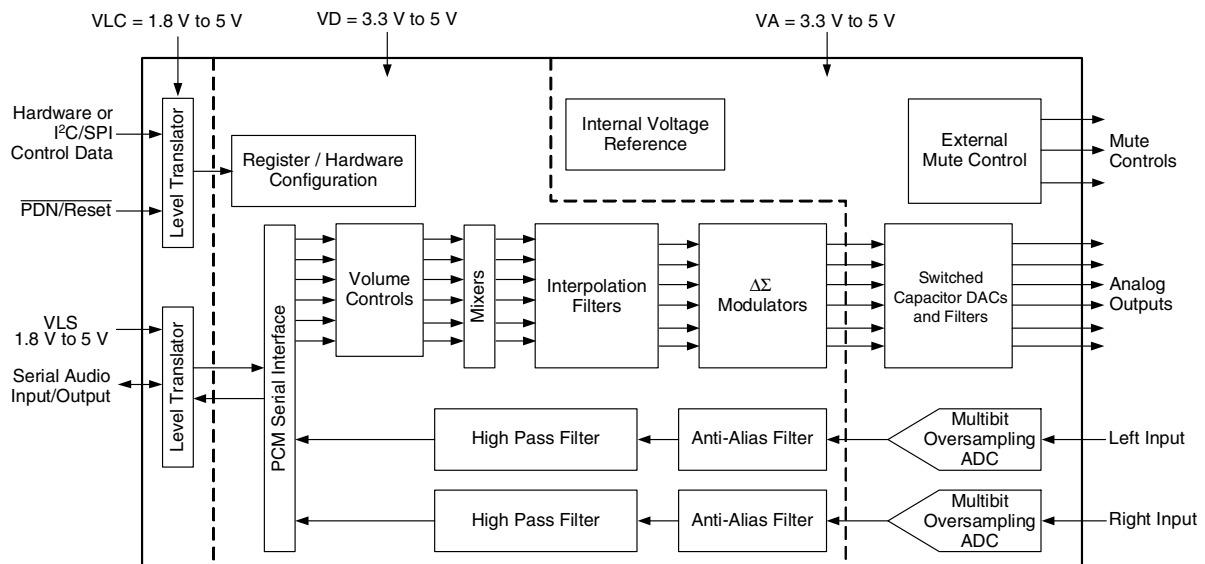 VLC = 1.8 V to 5 V
VD = 3.3 V to 5 V
VA = 3.3 V to 5 V
Hardware or
I²C/SPI
Control Data
PDN/Reset
Level Translator
Register / Hardware
Configuration
Internal Voltage
Reference
External
Mute Control
Mute
Controls
VLS
1.8 V to 5 V
Serial Audio
Input/Output
Level Translator
PCM Serial Interface
Volume
Controls
Mixers
Interpolation
Filters
ΔΣ
Modulators
Switched
Capacitor DACs
and Filters
Analog
Outputs
High Pass Filter
Anti-Alias Filter
Multibit
Oversampling
ADC
Left Input
High Pass Filter
Anti-Alias Filter
Multibit
Oversampling
ADC
Right Input